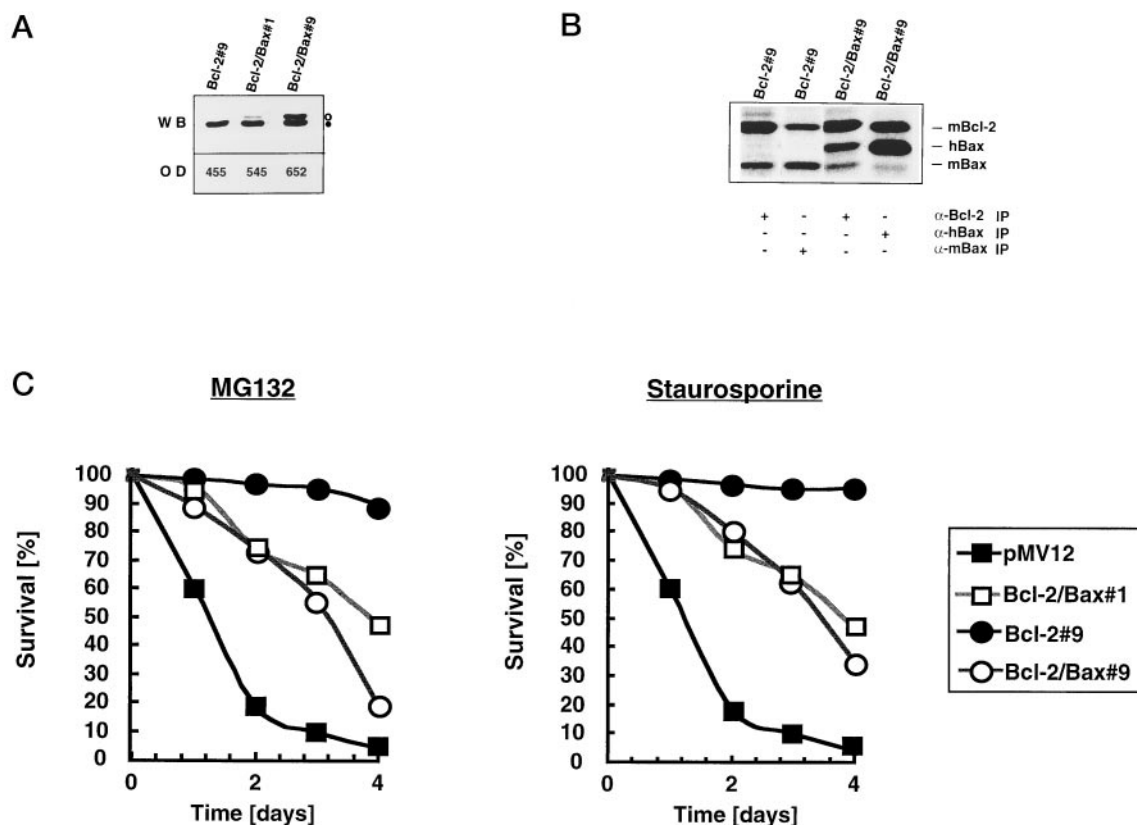 A
Bcl-2#9
Bcl-2/Bax#1
Bcl-2/Bax#9
W B
O D
455 545 652
B
Bcl-2#9
Bcl-2#9
Bcl-2/Bax#9
Bcl-2/Bax#9
– mBcl-2
– hBax
– mBax
+ - + - α-Bcl-2 IP
- - - + α-hBax IP
- + - - α-mBax IP
C
MG132
Survival [%]
100
90
80
70
60
50
40
30
20
10
0
0 2 4
Time [days]
Staurosporine
Survival [%]
100
90
80
70
60
50
40
30
20
10
0
0 2 4
Time [days]
pMV12
Bcl-2/Bax#1
Bcl-2#9
Bcl-2/Bax#9